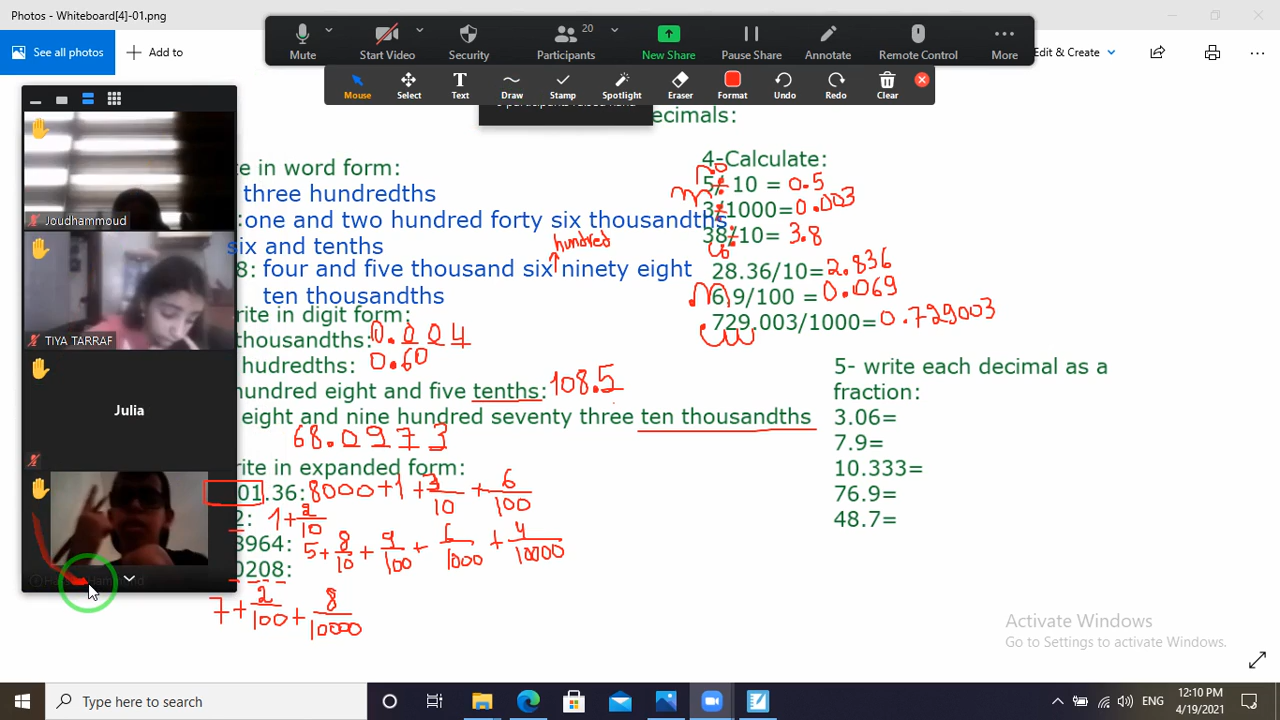 Photos - Whiteboard[4]-01.png
See all photos
Add to
Mute
Start Video
Security
20
Participants
New Share
Pause Share
Annotate
Remote Control
More
Edit & Create
Mouse
Select
Text
Draw
Stamp
Spotlight
Eraser
Format
Undo
Redo
Clear
ecimals:
te in word form:
three hundredths
:one and two hundred forty six thousandths
six and tenths
hundred
8: four and five thousand six ninety eight
ten thousandths
rite in digit form:
thousandths: 0.004
hudredths: 0.60
hundred eight and five tenths: 108.5
eight and nine hundred seventy three ten thousandths
68.0973
rite in expanded form:
01.36: 8000+1+3/10+6/100
2: 1+2/10
3964: 5+8/10+9/100+6/1000+4/10000
0208:
7+2/100+8/10000
4-Calculate:
5/10 = 0.5
3/1000= 0.003
38/10= 3.8
28.36/10= 2.836
6.9/100 = 0.069
729.003/1000= 0.729003
5- write each decimal as a
fraction:
3.06=
7.9=
10.333=
76.9=
48.7=
Joudhammoud
TIYA TARRAF
Julia
Activate Windows
Go to Settings to activate Windows.
Type here to search
ENG
12:10 PM
4/19/2021